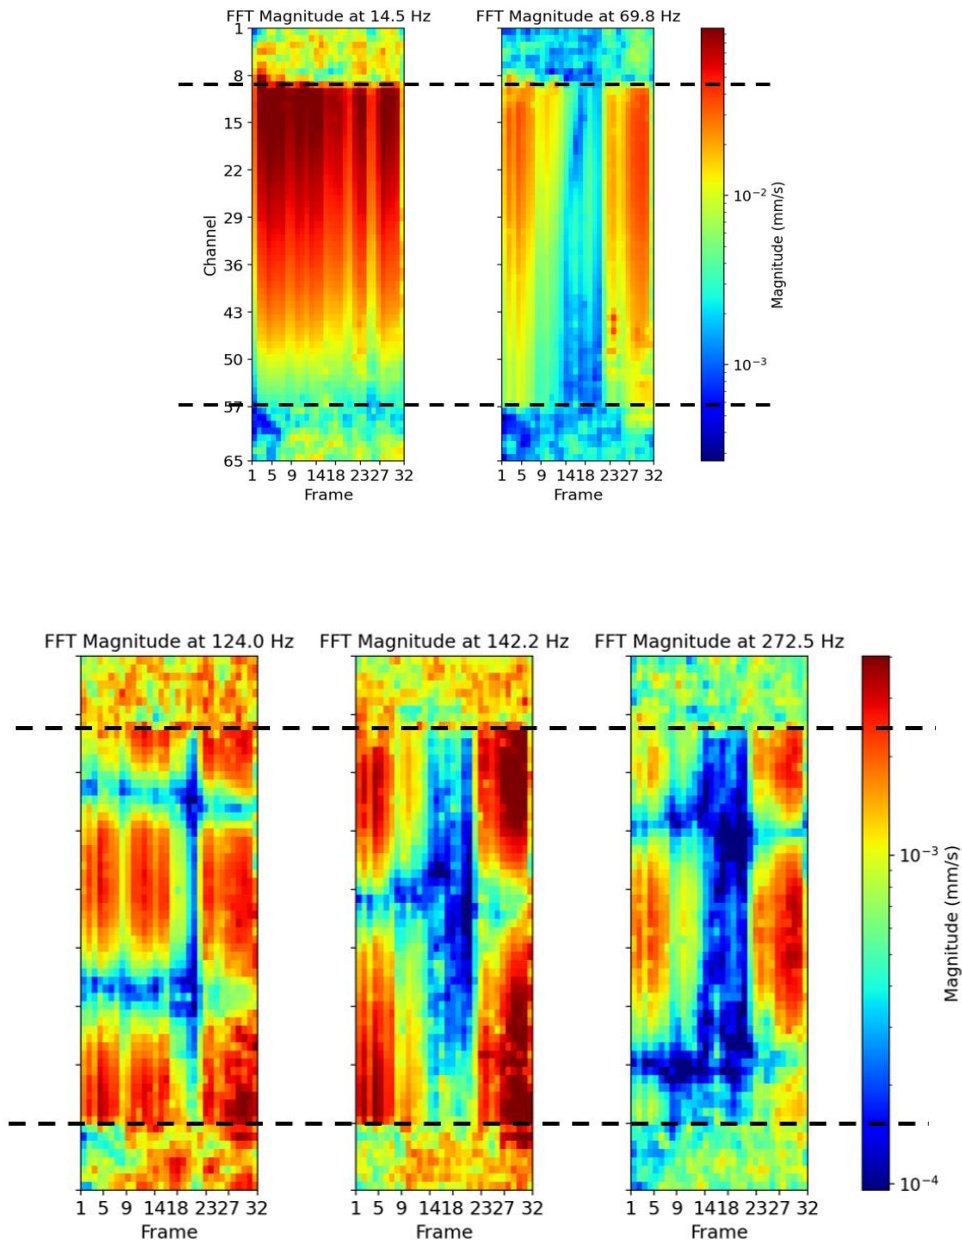 FFT Magnitude at 14.5 Hz
FFT Magnitude at 69.8 Hz
1
8
15
22
29
36
43
50
57
65
Channel
1 5 9 1418 2327 32
Frame
1 5 9 1418 2327 32
Frame
10⁻²
10⁻³
Magnitude (mm/s)
FFT Magnitude at 124.0 Hz
FFT Magnitude at 142.2 Hz
FFT Magnitude at 272.5 Hz
1 5 9 1418 2327 32
Frame
1 5 9 1418 2327 32
Frame
1 5 9 1418 2327 32
Frame
10⁻³
10⁻⁴
Magnitude (mm/s)